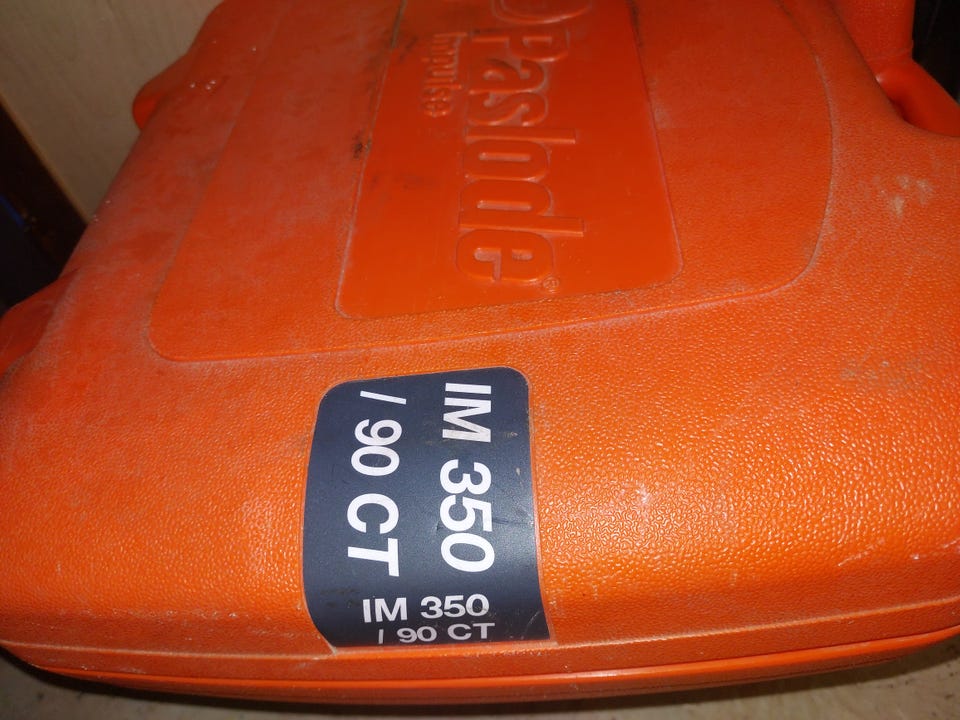 Paslode
impulse
IM 350
/ 90 CT
IM 350
/ 90 CT